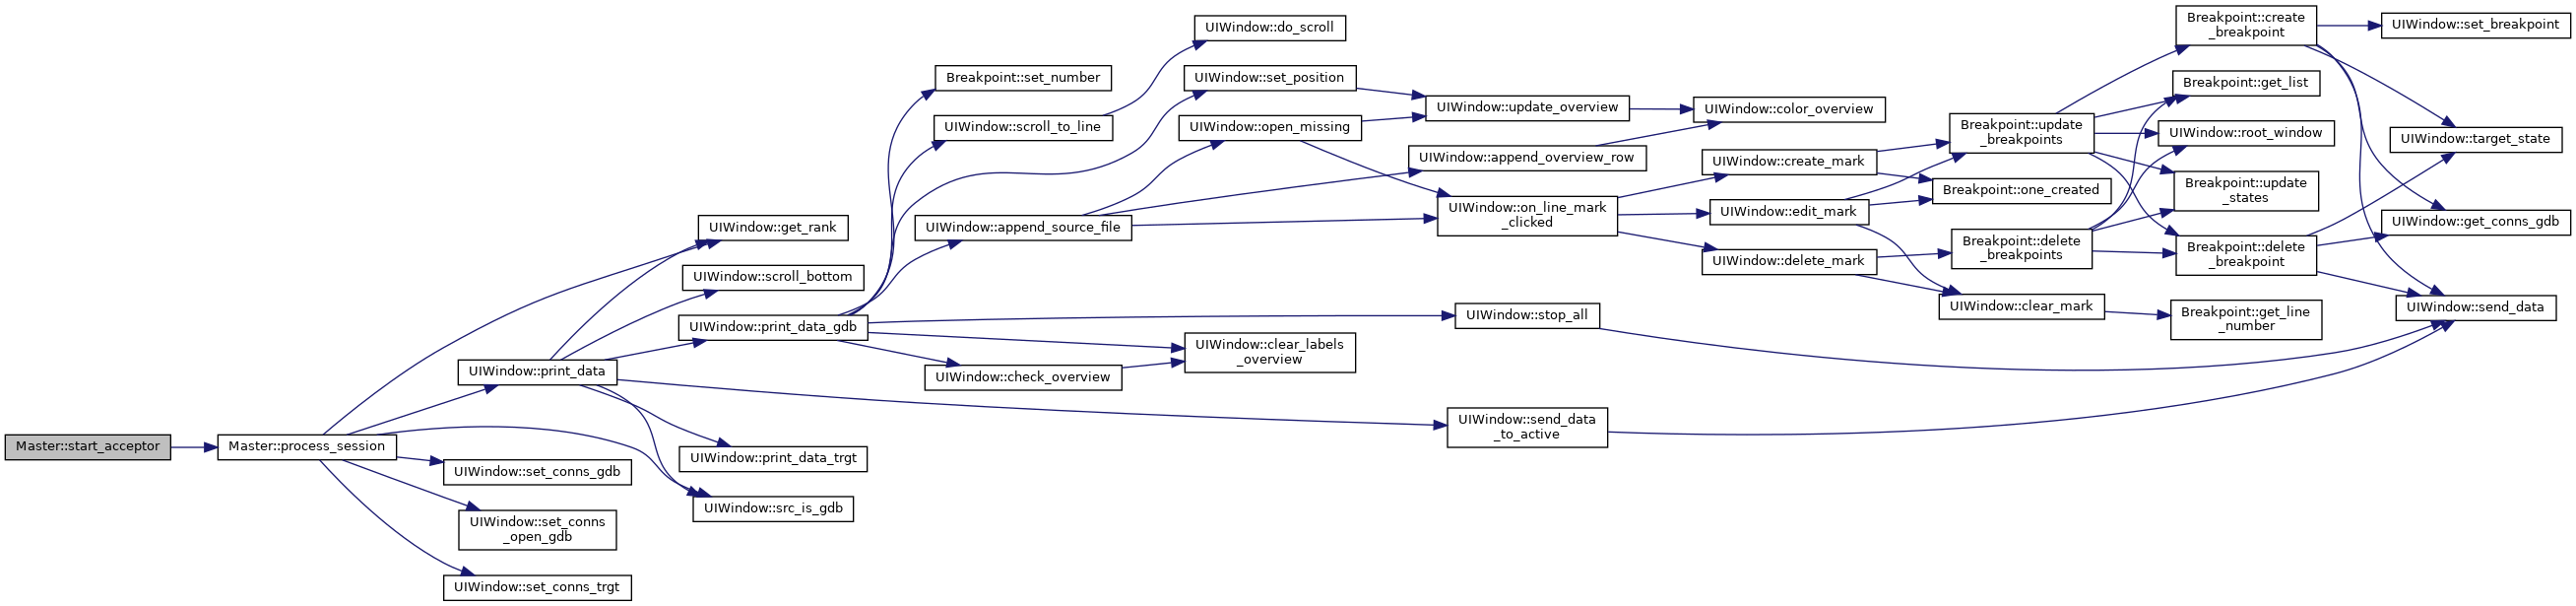 Master::start_acceptor
Master::process_session
UIWindow::get_rank
UIWindow::print_data
UIWindow::set_conns_gdb
UIWindow::set_conns
_open_gdb
UIWindow::set_conns_trgt
UIWindow::scroll_bottom
UIWindow::print_data_gdb
UIWindow::print_data_trgt
UIWindow::src_is_gdb
Breakpoint::set_number
UIWindow::scroll_to_line
UIWindow::append_source_file
UIWindow::check_overview
UIWindow::do_scroll
UIWindow::set_position
UIWindow::open_missing
UIWindow::clear_labels
_overview
UIWindow::update_overview
UIWindow::append_overview_row
UIWindow::on_line_mark
_clicked
UIWindow::stop_all
UIWindow::send_data
_to_active
UIWindow::color_overview
UIWindow::create_mark
UIWindow::edit_mark
UIWindow::delete_mark
Breakpoint::update
_breakpoints
Breakpoint::one_created
Breakpoint::delete
_breakpoints
UIWindow::clear_mark
Breakpoint::create
_breakpoint
Breakpoint::get_list
UIWindow::root_window
Breakpoint::update
_states
Breakpoint::delete
_breakpoint
Breakpoint::get_line
_number
UIWindow::set_breakpoint
UIWindow::target_state
UIWindow::get_conns_gdb
UIWindow::send_data